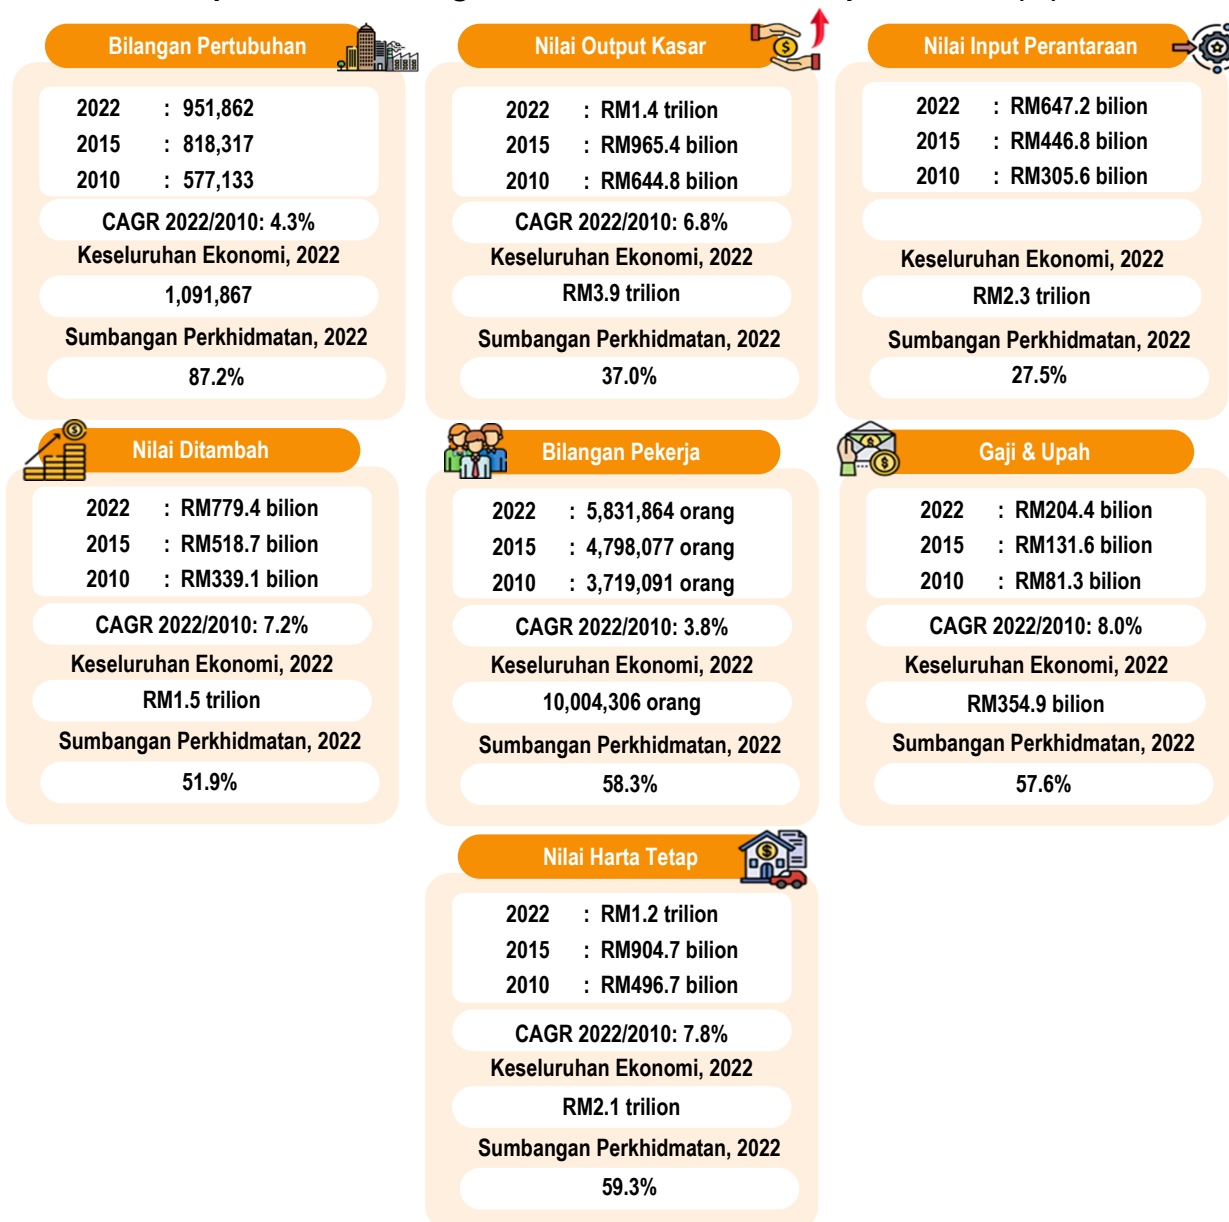 Bilangan Pertubuhan
2022 : 951,862
2015 : 818,317
2010 : 577,133
CAGR 2022/2010: 4.3%
Keseluruhan Ekonomi, 2022
1,091,867
Sumbangan Perkhidmatan, 2022
87.2%
Nilai Output Kasar
2022 : RM1.4 trilion
2015 : RM965.4 bilion
2010 : RM644.8 bilion
CAGR 2022/2010: 6.8%
Keseluruhan Ekonomi, 2022
RM3.9 trilion
Sumbangan Perkhidmatan, 2022
37.0%
Nilai Input Perantaraan
2022 : RM647.2 bilion
2015 : RM446.8 bilion
2010 : RM305.6 bilion
Keseluruhan Ekonomi, 2022
RM2.3 trilion
Sumbangan Perkhidmatan, 2022
27.5%
Nilai Ditambah
2022 : RM779.4 bilion
2015 : RM518.7 bilion
2010 : RM339.1 bilion
CAGR 2022/2010: 7.2%
Keseluruhan Ekonomi, 2022
RM1.5 trilion
Sumbangan Perkhidmatan, 2022
51.9%
Bilangan Pekerja
2022 : 5,831,864 orang
2015 : 4,798,077 orang
2010 : 3,719,091 orang
CAGR 2022/2010: 3.8%
Keseluruhan Ekonomi, 2022
10,004,306 orang
Sumbangan Perkhidmatan, 2022
58.3%
Gaji & Upah
2022 : RM204.4 bilion
2015 : RM131.6 bilion
2010 : RM81.3 bilion
CAGR 2022/2010: 8.0%
Keseluruhan Ekonomi, 2022
RM354.9 bilion
Sumbangan Perkhidmatan, 2022
57.6%
Nilai Harta Tetap
2022 : RM1.2 trilion
2015 : RM904.7 bilion
2010 : RM496.7 bilion
CAGR 2022/2010: 7.8%
Keseluruhan Ekonomi, 2022
RM2.1 trilion
Sumbangan Perkhidmatan, 2022
59.3%